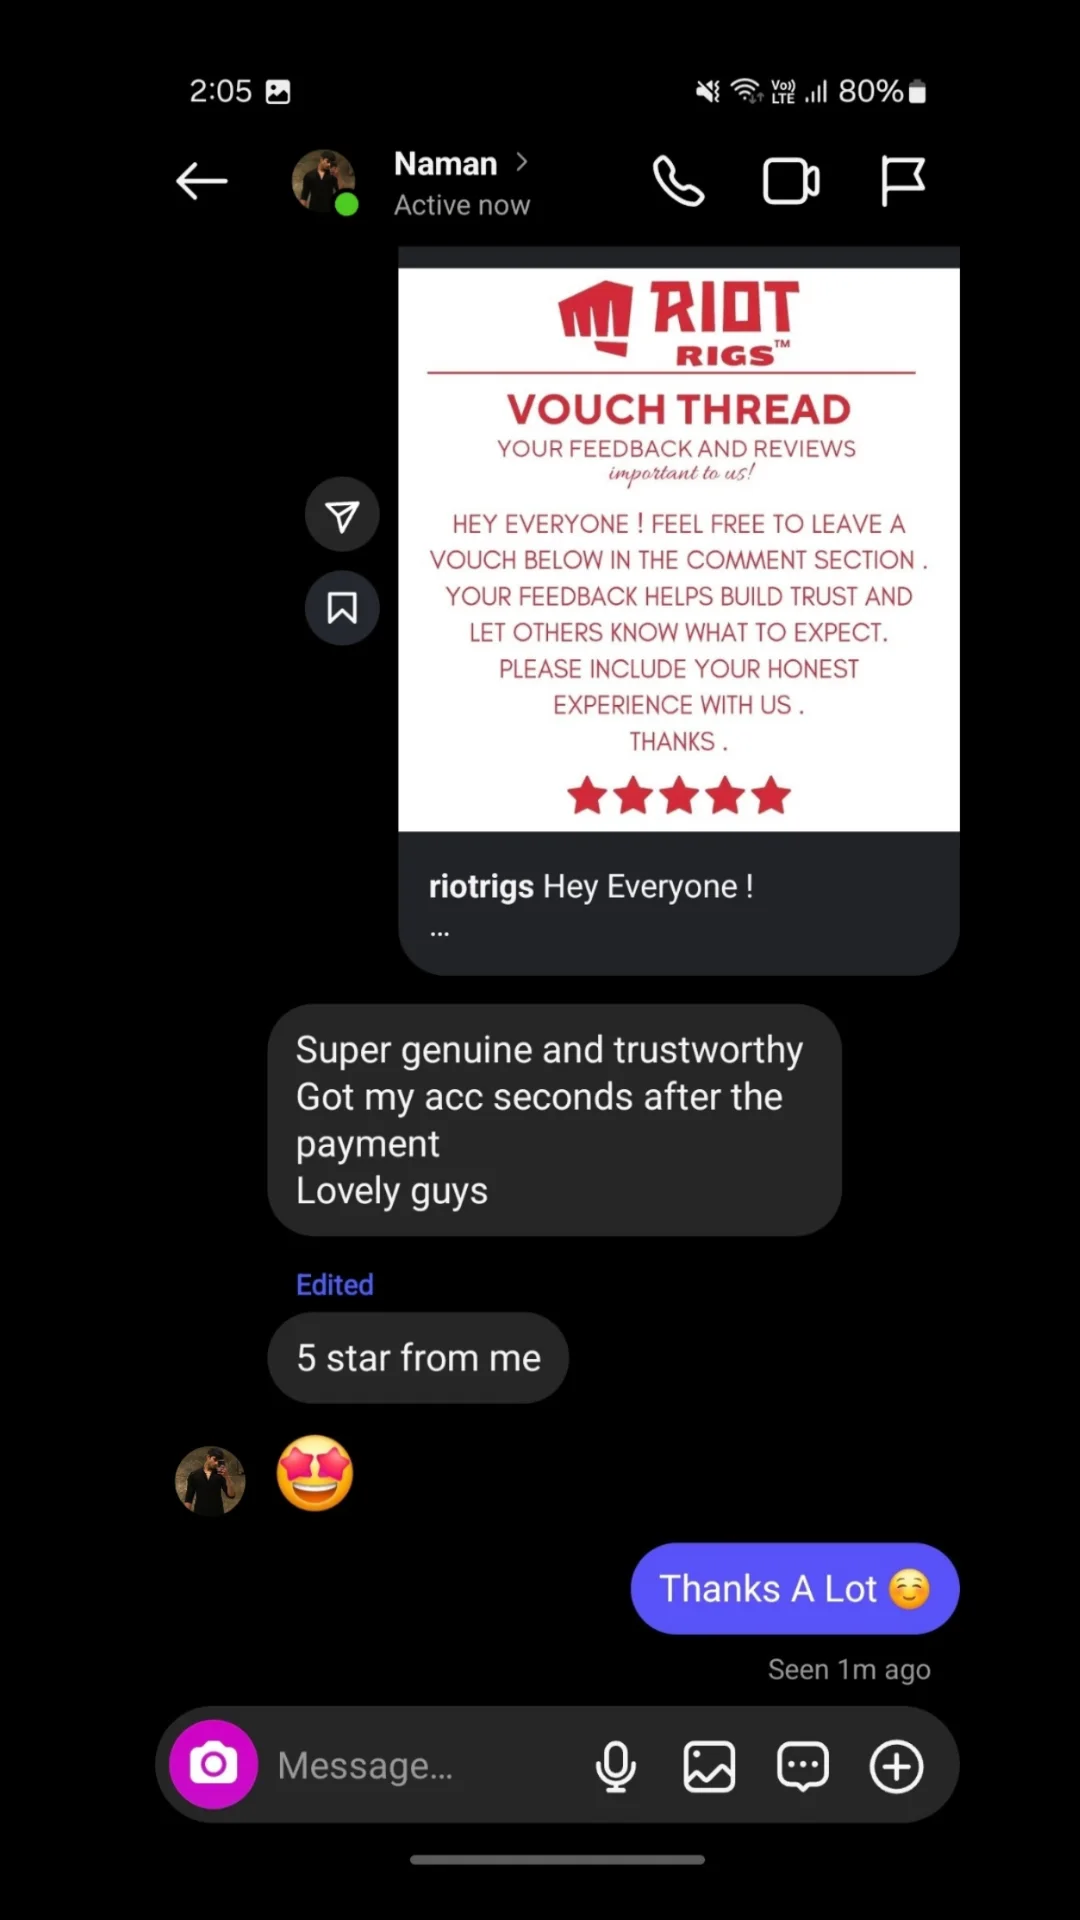 2:05
Vo))
LTE
80%
Naman
Active now
RIOT
RIGS™
VOUCH THREAD
YOUR FEEDBACK AND REVIEWS
important to us!
HEY EVERYONE ! FEEL FREE TO LEAVE A
VOUCH BELOW IN THE COMMENT SECTION .
YOUR FEEDBACK HELPS BUILD TRUST AND
LET OTHERS KNOW WHAT TO EXPECT.
PLEASE INCLUDE YOUR HONEST
EXPERIENCE WITH US .
THANKS .
riotrigs Hey Everyone !
...
Super genuine and trustworthy
Got my acc seconds after the
payment
Lovely guys
Edited
5 star from me
Thanks A Lot ☺️
Seen 1m ago
Message...